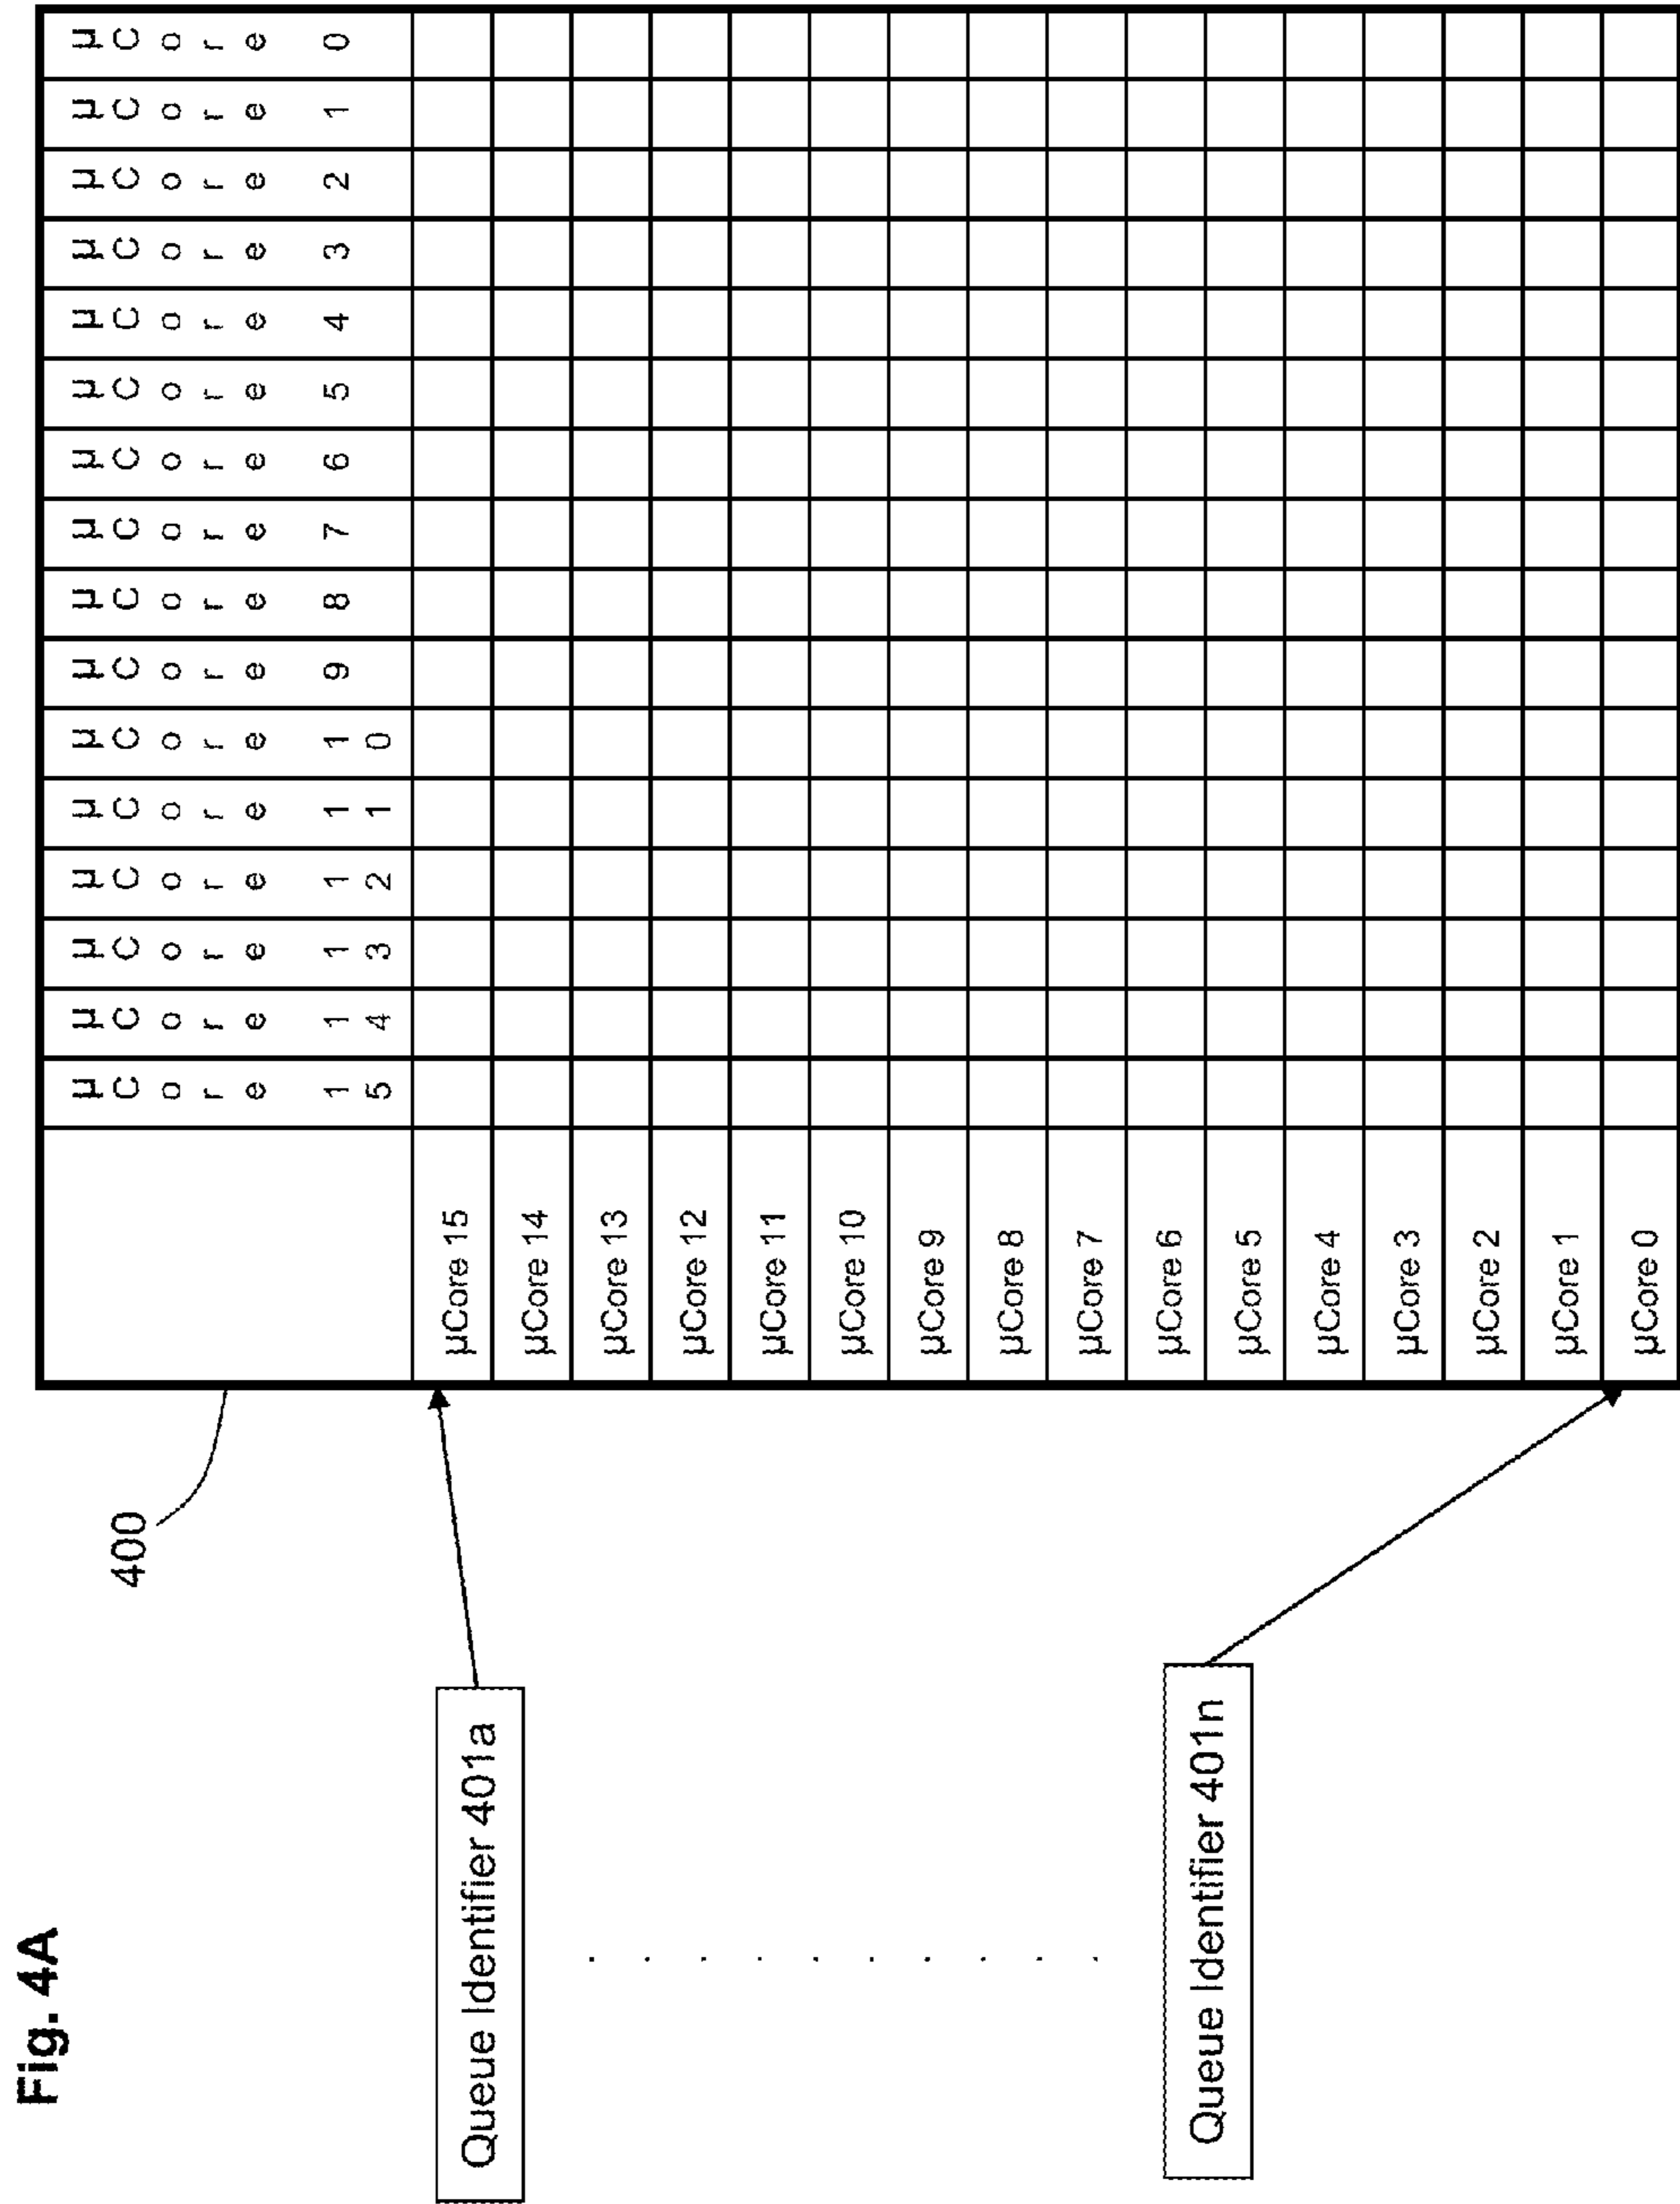 Fig. 4A
400
µCore 15
µCore 14
µCore 13
µCore 12
µCore 11
µCore 10
µCore 9
µCore 8
µCore 7
µCore 6
µCore 5
µCore 4
µCore 3
µCore 2
µCore 1
µCore 0
µCore 15
µCore 14
µCore 13
µCore 12
µCore 11
µCore 10
µCore 9
µCore 8
µCore 7
µCore 6
µCore 5
µCore 4
µCore 3
µCore 2
µCore 1
µCore 0
Queue Identifier 401a
Queue Identifier 401n